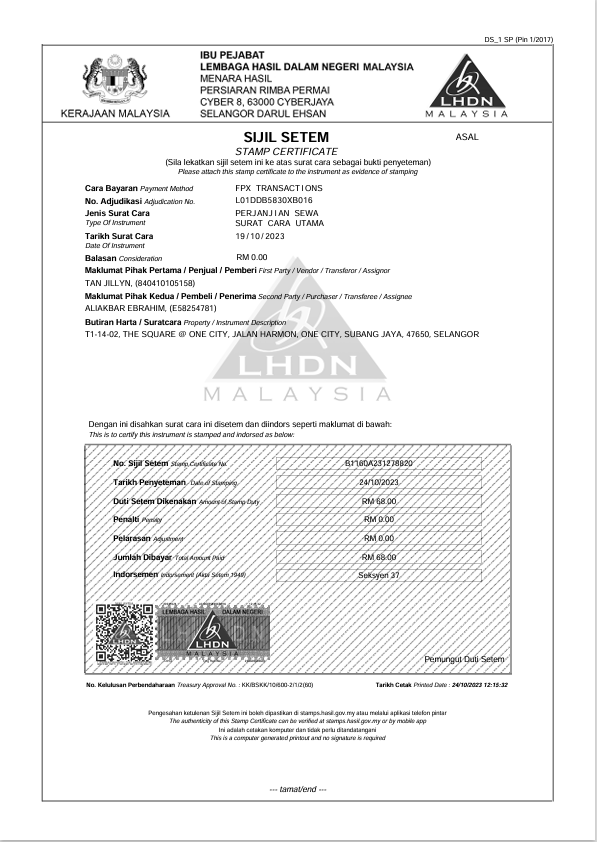 DS_1 SP (Pin 1/2017)
KERAJAAN MALAYSIA
IBU PEJABAT
LEMBAGA HASIL DALAM NEGERI MALAYSIA
MENARA HASIL
PERSIARAN RIMBA PERMAI
CYBER 8, 63000 CYBERJAYA
SELANGOR DARUL EHSAN
LHDN
MALAYSIA
SIJIL SETEM
ASAL
STAMP CERTIFICATE
(Sila lekatkan sijil setem ini ke atas surat cara sebagai bukti penyeteman)
Please attach this stamp certificate to the instrument as evidence of stamping
Cara Bayaran Payment Method FPX TRANSACTIONS
No. Adjudikasi Adjudication No. L01DDB5830XB016
Jenis Surat Cara PERJANJIAN SEWA
Type Of Instrument SURAT CARA UTAMA
Tarikh Surat Cara 19/10/2023
Date Of Instrument
Balasan Consideration RM 0.00
Maklumat Pihak Pertama / Penjual / Pemberi First Party / Vendor / Transferor / Assignor
TAN JILLYN, (840410105158)
Maklumat Pihak Kedua / Pembeli / Penerima Second Party / Purchaser / Transferee / Assignee
ALIAKBAR EBRAHIM, (E58254781)
Butiran Harta / Suratcara Property / Instrument Description
T1-14-02, THE SQUARE @ ONE CITY, JALAN HARMON, ONE CITY, SUBANG JAYA, 47650, SELANGOR
LHDN
MALAYSIA
Dengan ini disahkan surat cara ini disetem dan diindors seperti maklumat di bawah:
This is to certify this instrument is stamped and indorsed as below:
No. Sijil Setem Stamp Certificate No. B1160A231278820
Tarikh Penyeteman Date of Stamping 24/10/2023
Duti Setem Dikenakan Amount of Stamp Duty RM 68.00
Penalti Penalty RM 0.00
Pelarasan Adjustment RM 0.00
Jumlah Dibayar Total Amount Paid RM 68.00
Indorsemen Indorsement (Akta Setem 1949) Seksyen 37
LHDN
LEMBAGA HASIL DALAM NEGERI
LHDN
MALAYSIA
Pemungut Duti Setem
No. Kelulusan Perbendaharaan Treasury Approval No. : KK/BSKK/10/600-2/1/2(60)
Tarikh Cetak Printed Date : 24/10/2023 12:15:32
Pengesahan ketulenan Sijil Setem ini boleh dipastikan di stamps.hasil.gov.my atau melalui aplikasi telefon pintar
The authenticity of this Stamp Certificate can be verified at stamps.hasil.gov.my or by mobile app
Ini adalah cetakan komputer dan tidak perlu ditandatangani
This is a computer generated printout and no signature is required
--- tamat/end ---